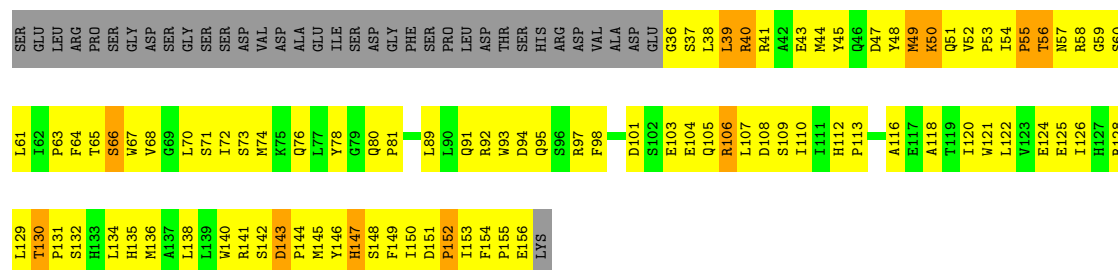 SER GLU LEU ARG PRO SER GLY ASP SER GLY SER SER ASP VAL ASP ALA GLU ILE SER ASP GLY PHE SER PRO LEU ASP THR SER HIS ARG ASP VAL ALA ASP GLU G36 S37 L38 L39 R40 R41 A42 E43 M44 Y45 Q46 D47 Y48 M49 K50 Q51 V52 P53 I54 P55 T56 N57 R58 G59 S60
L61 I62 P63 F64 T65 S66 W67 V68 G69 L70 S71 I72 S73 M74 K75 Q76 L77 Y78 G79 Q80 P81 L89 L90 Q91 R92 W93 D94 Q95 S96 R97 F98 D101 S102 E103 E104 Q105 R106 L107 D108 S109 I110 I111 H112 P113 A116 E117 A118 T119 I120 W121 L122 V123 E124 E125 I126 H127 R128
L129 T130 P131 S132 H133 L134 H135 M136 A137 L138 L139 W140 R141 S142 D143 P144 M145 Y146 H147 S148 F149 I150 D151 P152 I153 F154 P155 E156 LYS